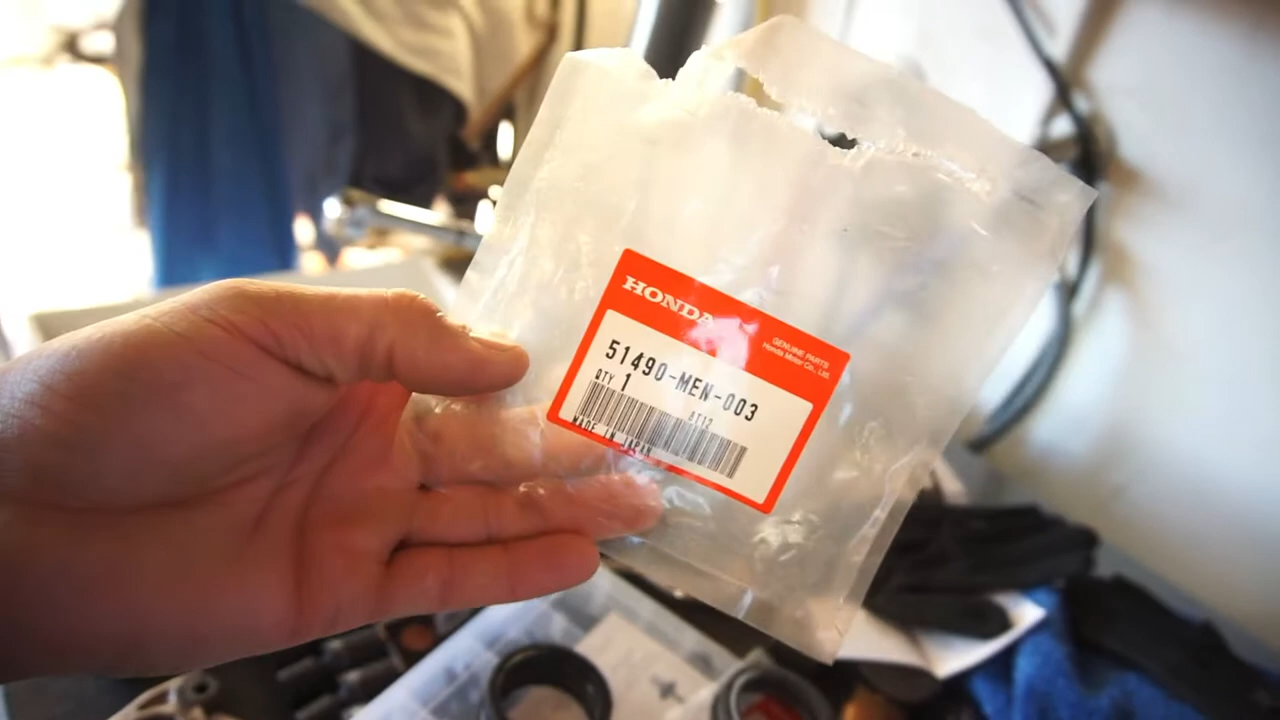 HONDA
GENUINE PARTS
Honda Motor Co., Ltd.
51490-MEN-003
QTY 1
MADE IN JAPAN